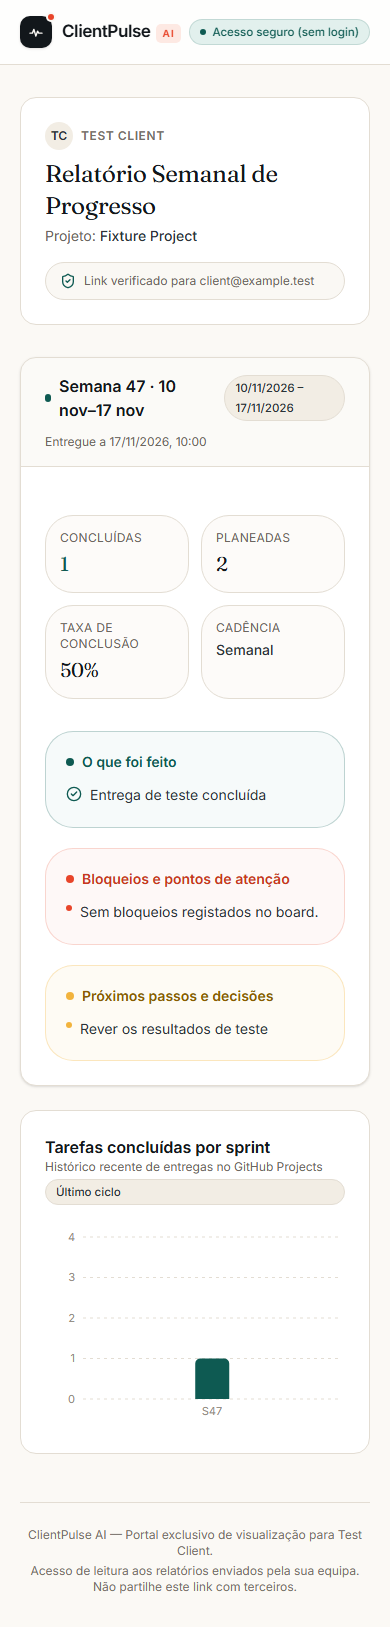 ClientPulse AI
Acesso seguro (sem login)
TC TEST CLIENT
Relatório Semanal de
Progresso
Projeto: Fixture Project
Link verificado para client@example.test
Semana 47 · 10
nov–17 nov
10/11/2026 –
17/11/2026
Entregue a 17/11/2026, 10:00
CONCLUÍDAS
1
PLANEADAS
2
TAXA DE
CONCLUSÃO
50%
CADÊNCIA
Semanal
O que foi feito
Entrega de teste concluída
Bloqueios e pontos de atenção
Sem bloqueios registados no board.
Próximos passos e decisões
Rever os resultados de teste
Tarefas concluídas por sprint
Histórico recente de entregas no GitHub Projects
Último ciclo
4
3
2
1
0
S47
ClientPulse AI — Portal exclusivo de visualização para Test
Client.
Acesso de leitura aos relatórios enviados pela sua equipa.
Não partilhe este link com terceiros.